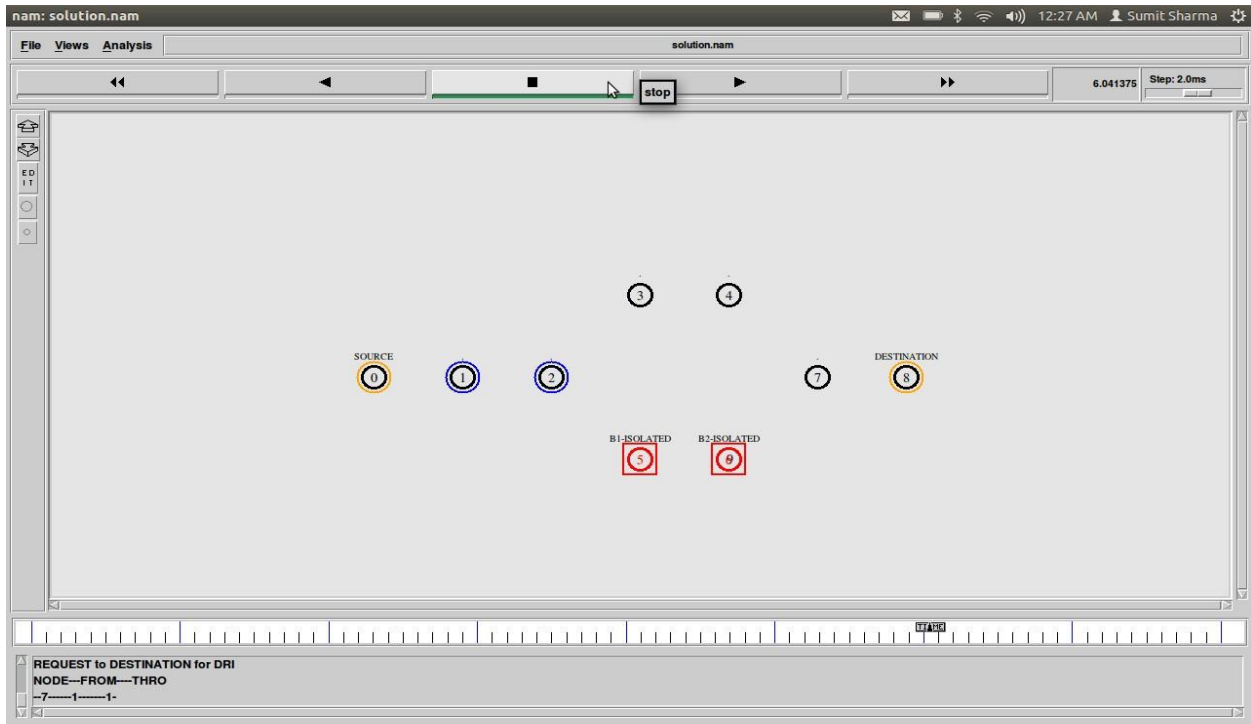 nam: solution.nam
12:27 AM Sumit Sharma
File Views Analysis
solution.nam
stop
6.041375
Step: 2.0ms
ED
IT
3
4
SOURCE
DESTINATION
0
1
2
7
8
B1-ISOLATED
B2-ISOLATED
5
TIME
REQUEST to DESTINATION for DRI
NODE---FROM----THRO
--7------1-------1-